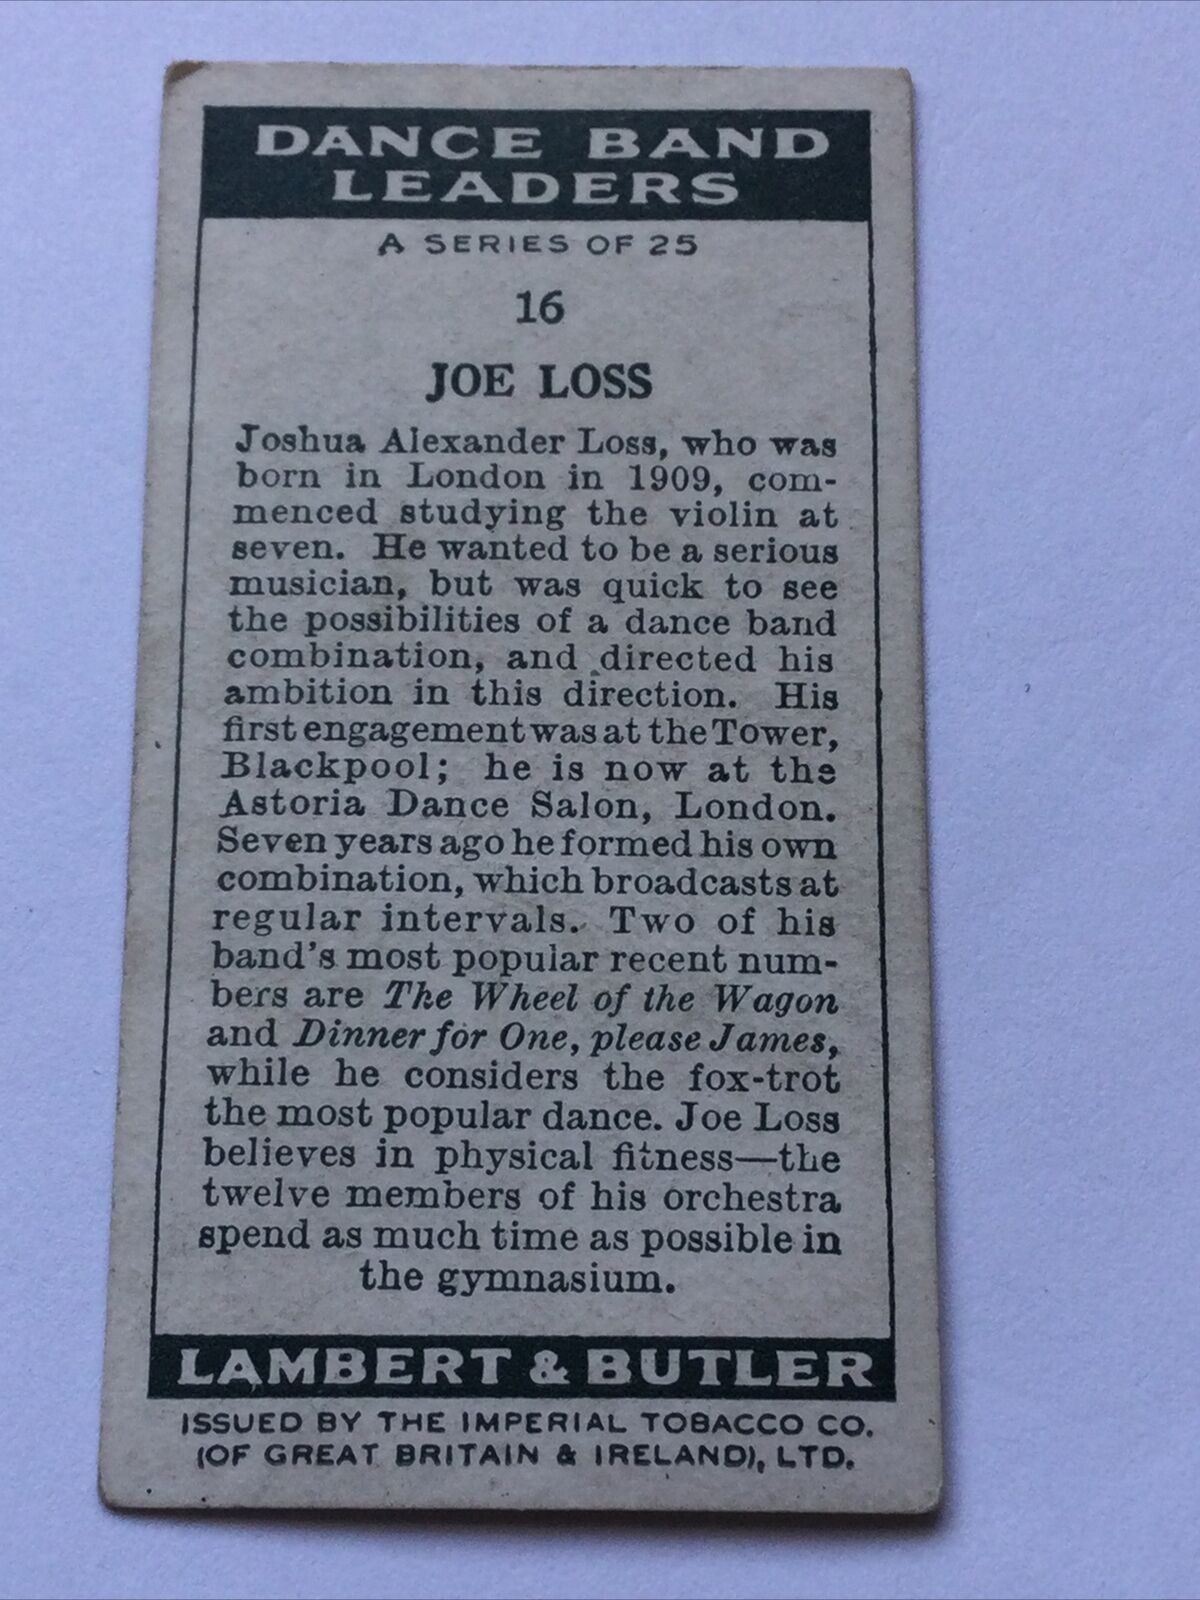 DANCE BAND
LEADERS
A SERIES OF 25
16
JOE LOSS
Joshua Alexander Loss, who was
born in London in 1909, com-
menced studying the violin at
seven. He wanted to be a serious
musician, but was quick to see
the possibilities of a dance band
combination, and directed his
ambition in this direction. His
first engagement was at the Tower,
Blackpool; he is now at the
Astoria Dance Salon, London.
Seven years ago he formed his own
combination, which broadcasts at
regular intervals. Two of his
band's most popular recent num-
bers are The Wheel of the Wagon
and Dinner for One, please James,
while he considers the fox-trot
the most popular dance. Joe Loss
believes in physical fitness—the
twelve members of his orchestra
spend as much time as possible in
the gymnasium.
LAMBERT & BUTLER
ISSUED BY THE IMPERIAL TOBACCO CO.
(OF GREAT BRITAIN & IRELAND), LTD.